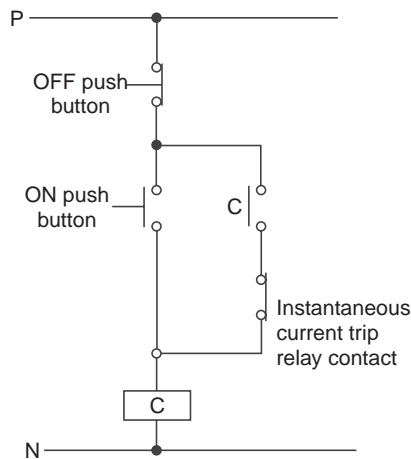 P
OFF push
button
ON push
button
C
Instantaneous
current trip
relay contact
C
N